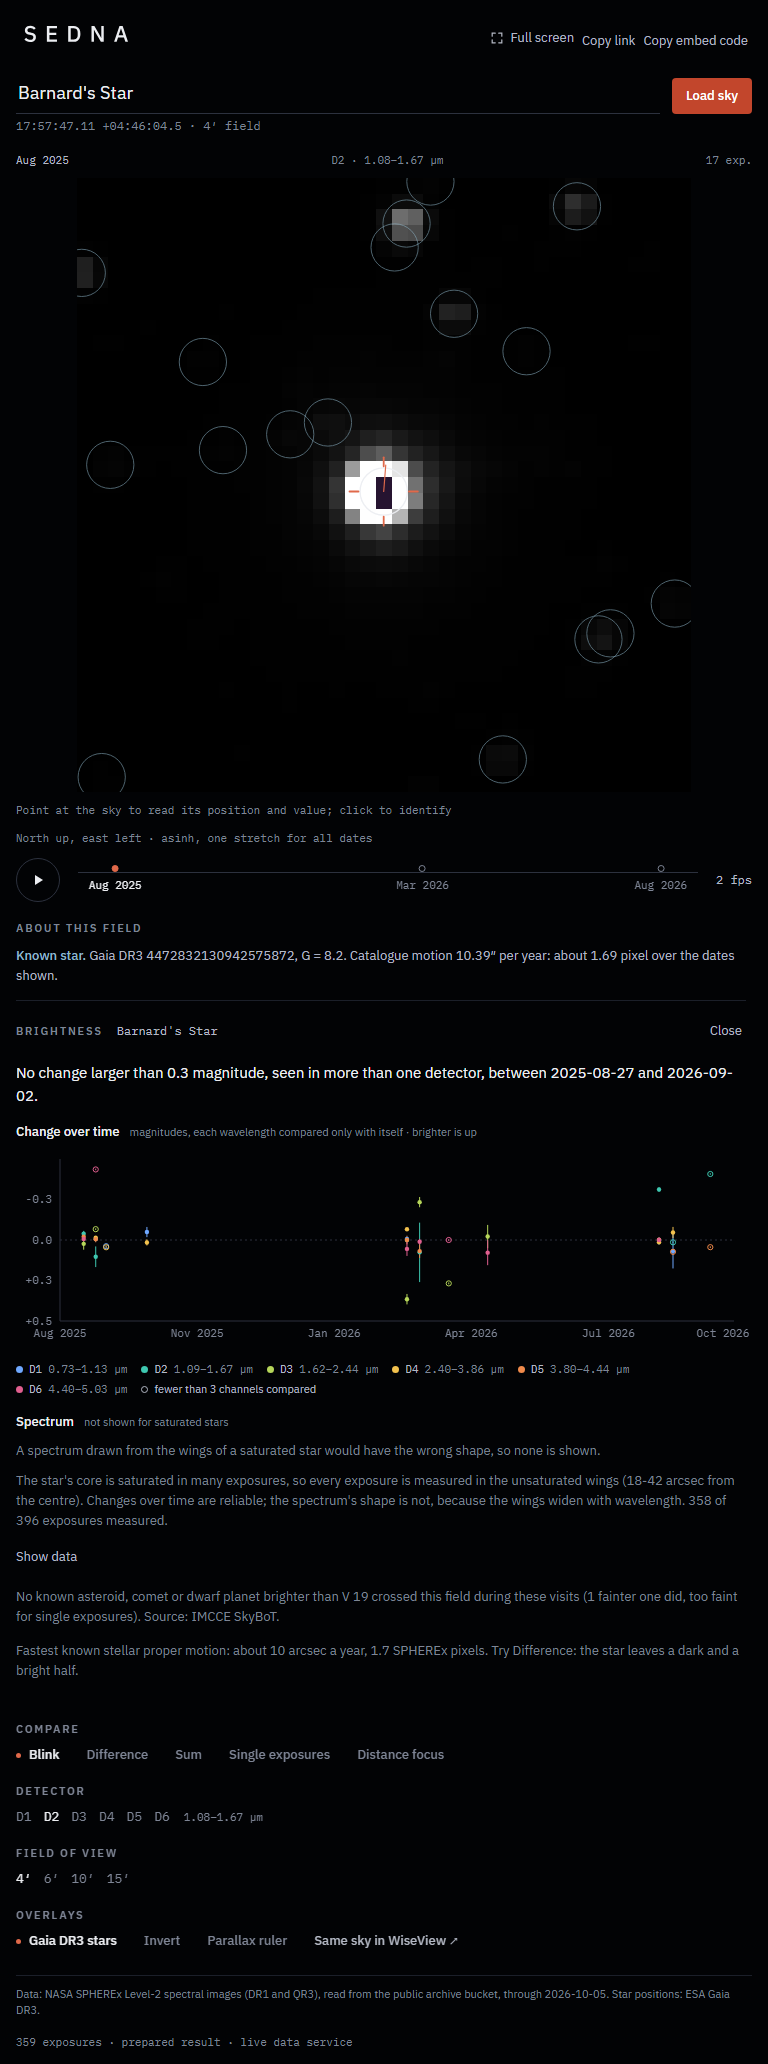 SEDNA
Full screen Copy link Copy embed code
Barnard's Star
Load sky
17:57:47.11 +04:46:04.5 · 4′ field
Aug 2025 D2 · 1.08–1.67 µm 17 exp.
Point at the sky to read its position and value; click to identify
North up, east left · asinh, one stretch for all dates
Aug 2025 Mar 2026 Aug 2026 2 fps
ABOUT THIS FIELD
Known star. Gaia DR3 4472832130942575872, G = 8.2. Catalogue motion 10.39″ per year: about 1.69 pixel over the dates
shown.
BRIGHTNESS Barnard's Star Close
No change larger than 0.3 magnitude, seen in more than one detector, between 2025-08-27 and 2026-09-
02.
Change over time magnitudes, each wavelength compared only with itself · brighter is up
-0.3
0.0
+0.3
+0.5
Aug 2025 Nov 2025 Jan 2026 Apr 2026 Jul 2026 Oct 2026
D1 0.73–1.13 µm D2 1.09–1.67 µm D3 1.62–2.44 µm D4 2.40–3.86 µm D5 3.80–4.44 µm
D6 4.40–5.03 µm fewer than 3 channels compared
Spectrum not shown for saturated stars
A spectrum drawn from the wings of a saturated star would have the wrong shape, so none is shown.
The star's core is saturated in many exposures, so every exposure is measured in the unsaturated wings (18-42 arcsec from
the centre). Changes over time are reliable; the spectrum's shape is not, because the wings widen with wavelength. 358 of
396 exposures measured.
Show data
No known asteroid, comet or dwarf planet brighter than V 19 crossed this field during these visits (1 fainter one did, too faint
for single exposures). Source: IMCCE SkyBoT.
Fastest known stellar proper motion: about 10 arcsec a year, 1.7 SPHEREx pixels. Try Difference: the star leaves a dark and a
bright half.
COMPARE
Blink Difference Sum Single exposures Distance focus
DETECTOR
D1 D2 D3 D4 D5 D6 1.08–1.67 µm
FIELD OF VIEW
4′ 6′ 10′ 15′
OVERLAYS
Gaia DR3 stars Invert Parallax ruler Same sky in WiseView ↗
Data: NASA SPHEREx Level-2 spectral images (DR1 and QR3), read from the public archive bucket, through 2026-10-05. Star positions: ESA Gaia
DR3.
359 exposures · prepared result · live data service